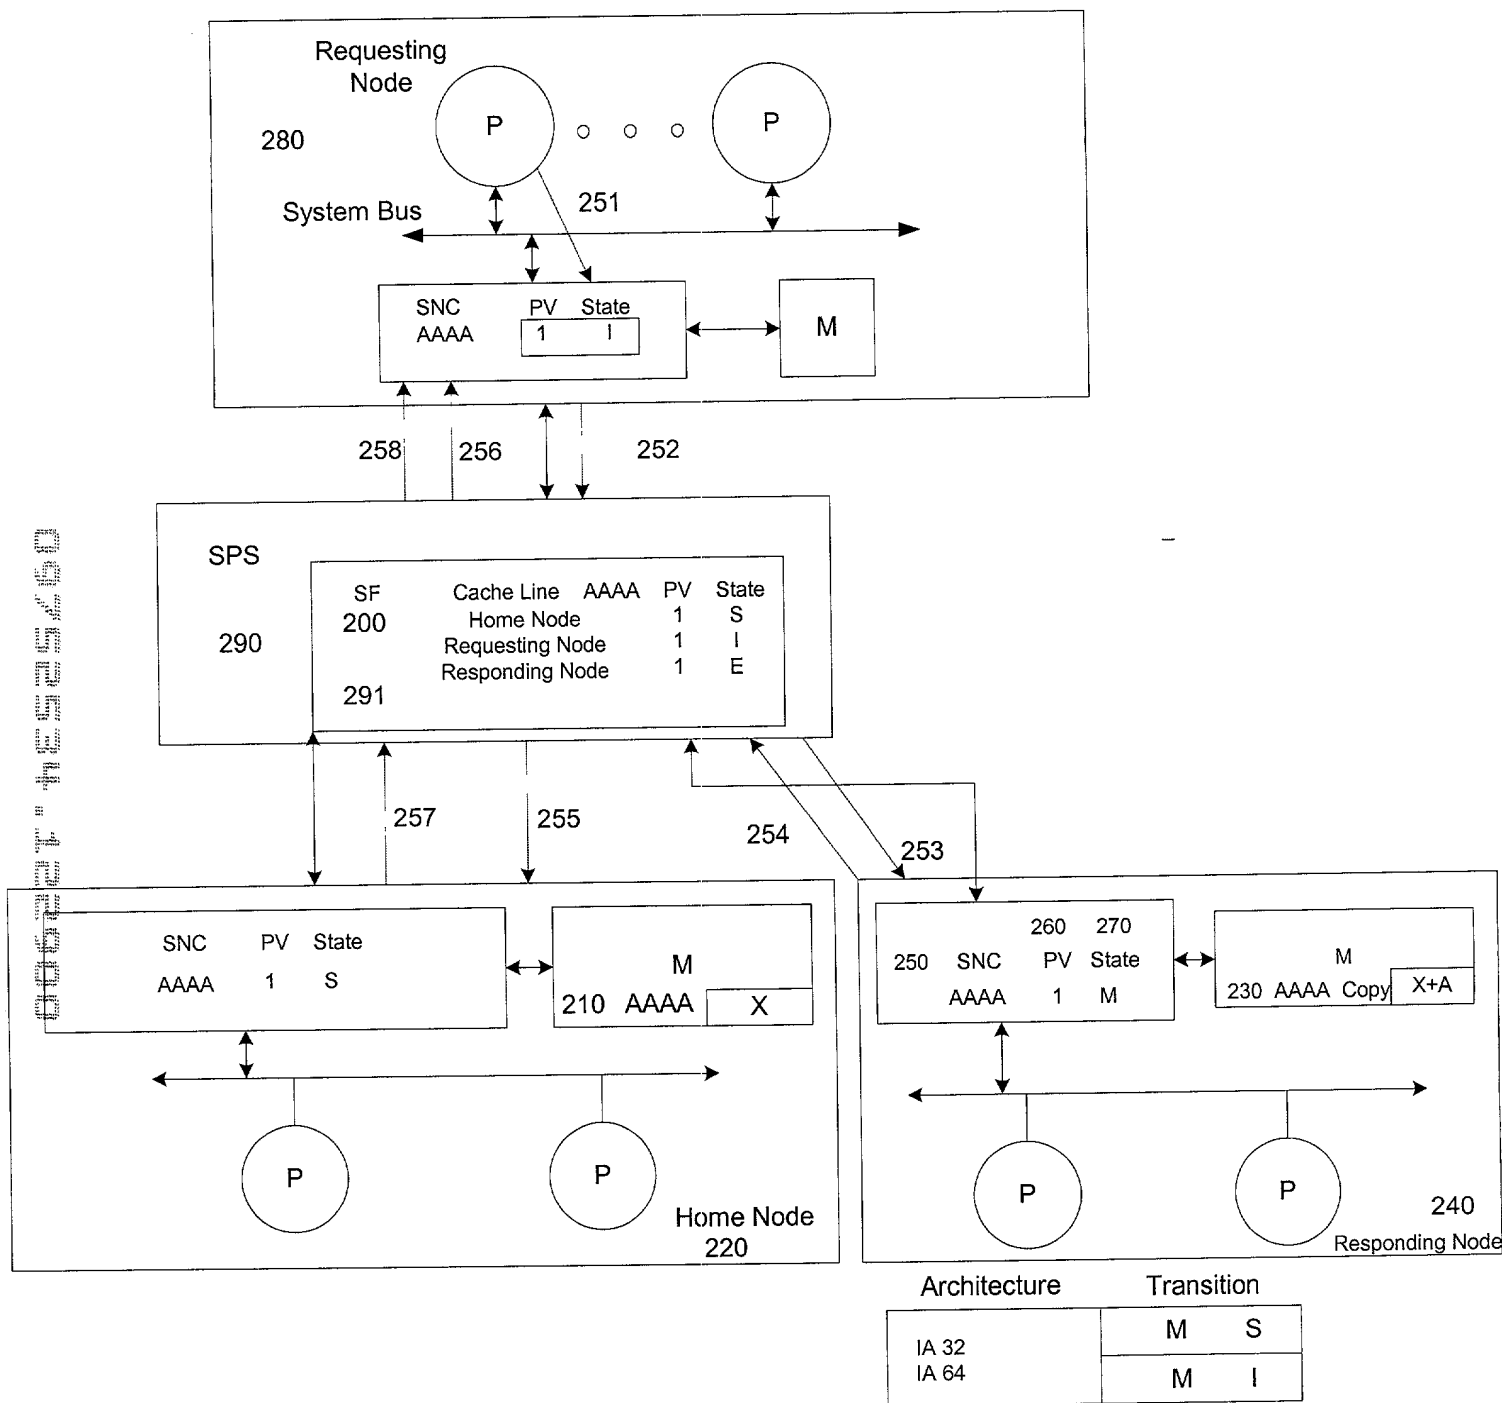 Requesting
Node
P
P
280
251
System Bus
SNC PV State
AAAA 1 I
M
258 256 252
SPS
SF Cache Line AAAA PV State
200 Home Node 1 S
290
Requesting Node 1 I
Responding Node 1 E
291
257 255 254 253
SNC PV State
AAAA 1 S
M
210 AAAA X
260 270
250 SNC PV State
AAAA 1 M
M
230 AAAA Copy X+A
P P
P P
Home Node
220
240
Responding Node
Architecture Transition
IA 32
IA 64
M S
M I